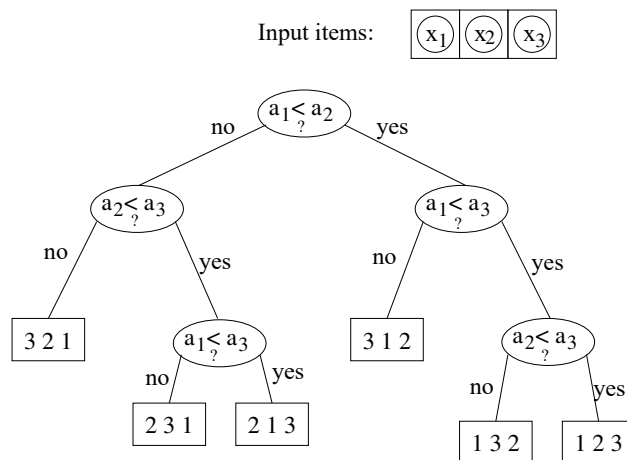 Input items: x1 x2 x3
a1< a2
?
no yes
a2< a3
?
a1< a3
?
no yes no yes
3 2 1
a1< a3
?
3 1 2
a2< a3
?
no yes no yes
2 3 1 2 1 3 1 3 2 1 2 3